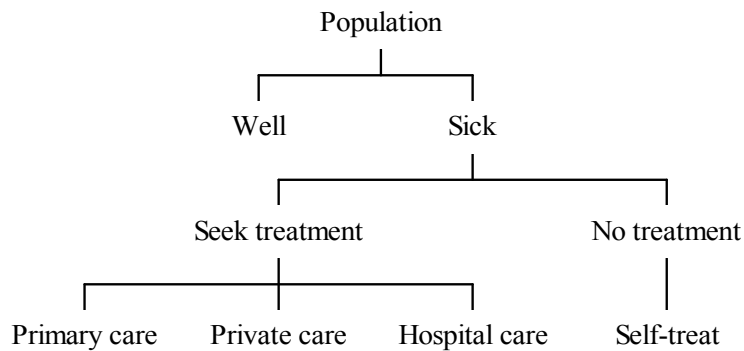 Population
Well Sick
Seek treatment No treatment
Primary care Private care Hospital care Self-treat